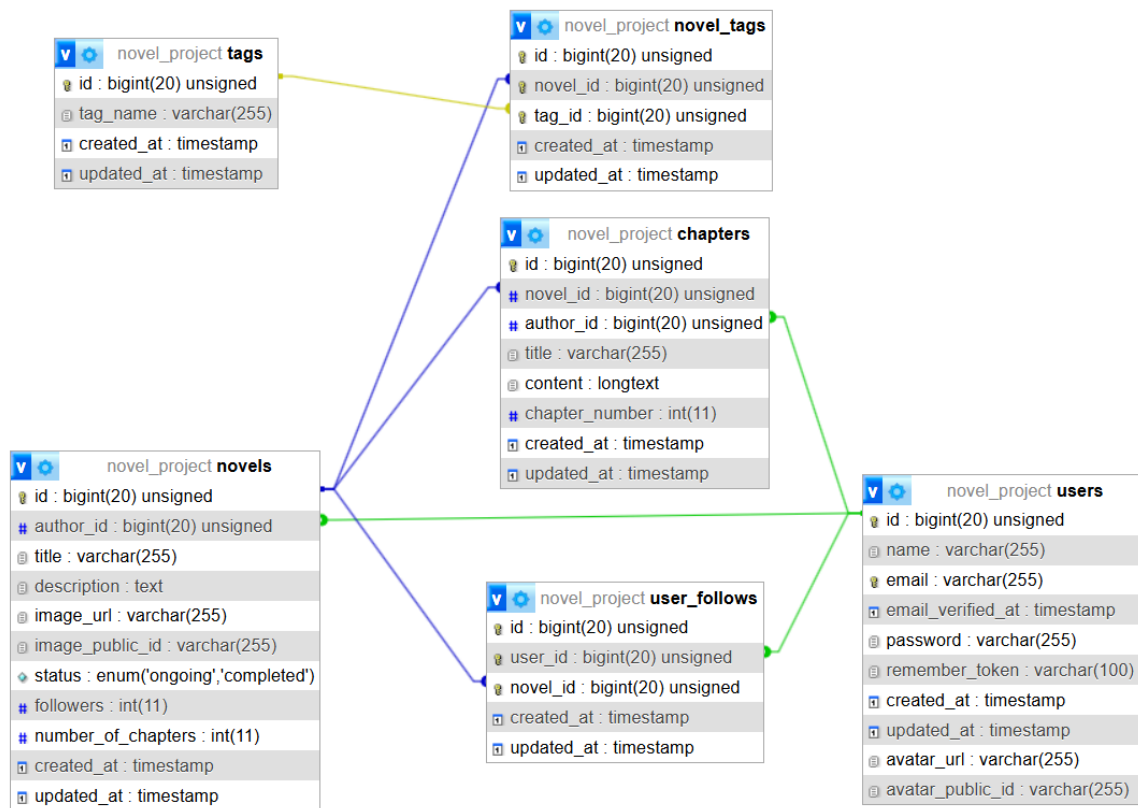 novel_project tags
id : bigint(20) unsigned
tag_name : varchar(255)
created_at : timestamp
updated_at : timestamp
novel_project novel_tags
id : bigint(20) unsigned
novel_id : bigint(20) unsigned
tag_id : bigint(20) unsigned
created_at : timestamp
updated_at : timestamp
novel_project chapters
id : bigint(20) unsigned
novel_id : bigint(20) unsigned
author_id : bigint(20) unsigned
title : varchar(255)
content : longtext
chapter_number : int(11)
created_at : timestamp
updated_at : timestamp
novel_project novels
id : bigint(20) unsigned
author_id : bigint(20) unsigned
title : varchar(255)
description : text
image_url : varchar(255)
image_public_id : varchar(255)
status : enum('ongoing','completed')
followers : int(11)
number_of_chapters : int(11)
created_at : timestamp
updated_at : timestamp
novel_project user_follows
id : bigint(20) unsigned
user_id : bigint(20) unsigned
novel_id : bigint(20) unsigned
created_at : timestamp
updated_at : timestamp
novel_project users
id : bigint(20) unsigned
name : varchar(255)
email : varchar(255)
email_verified_at : timestamp
password : varchar(255)
remember_token : varchar(100)
created_at : timestamp
updated_at : timestamp
avatar_url : varchar(255)
avatar_public_id : varchar(255)